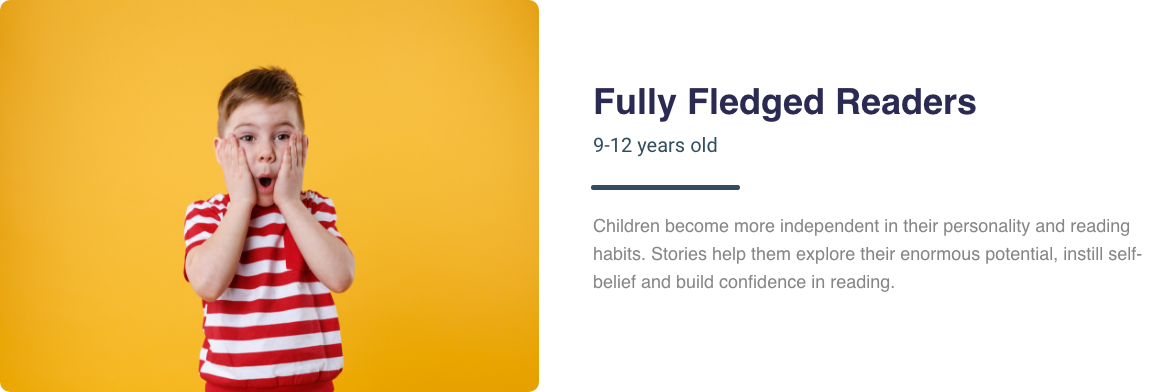 Fully Fledged Readers
9-12 years old
Children become more independent in their personality and reading
habits. Stories help them explore their enormous potential, instill self-
belief and build confidence in reading.